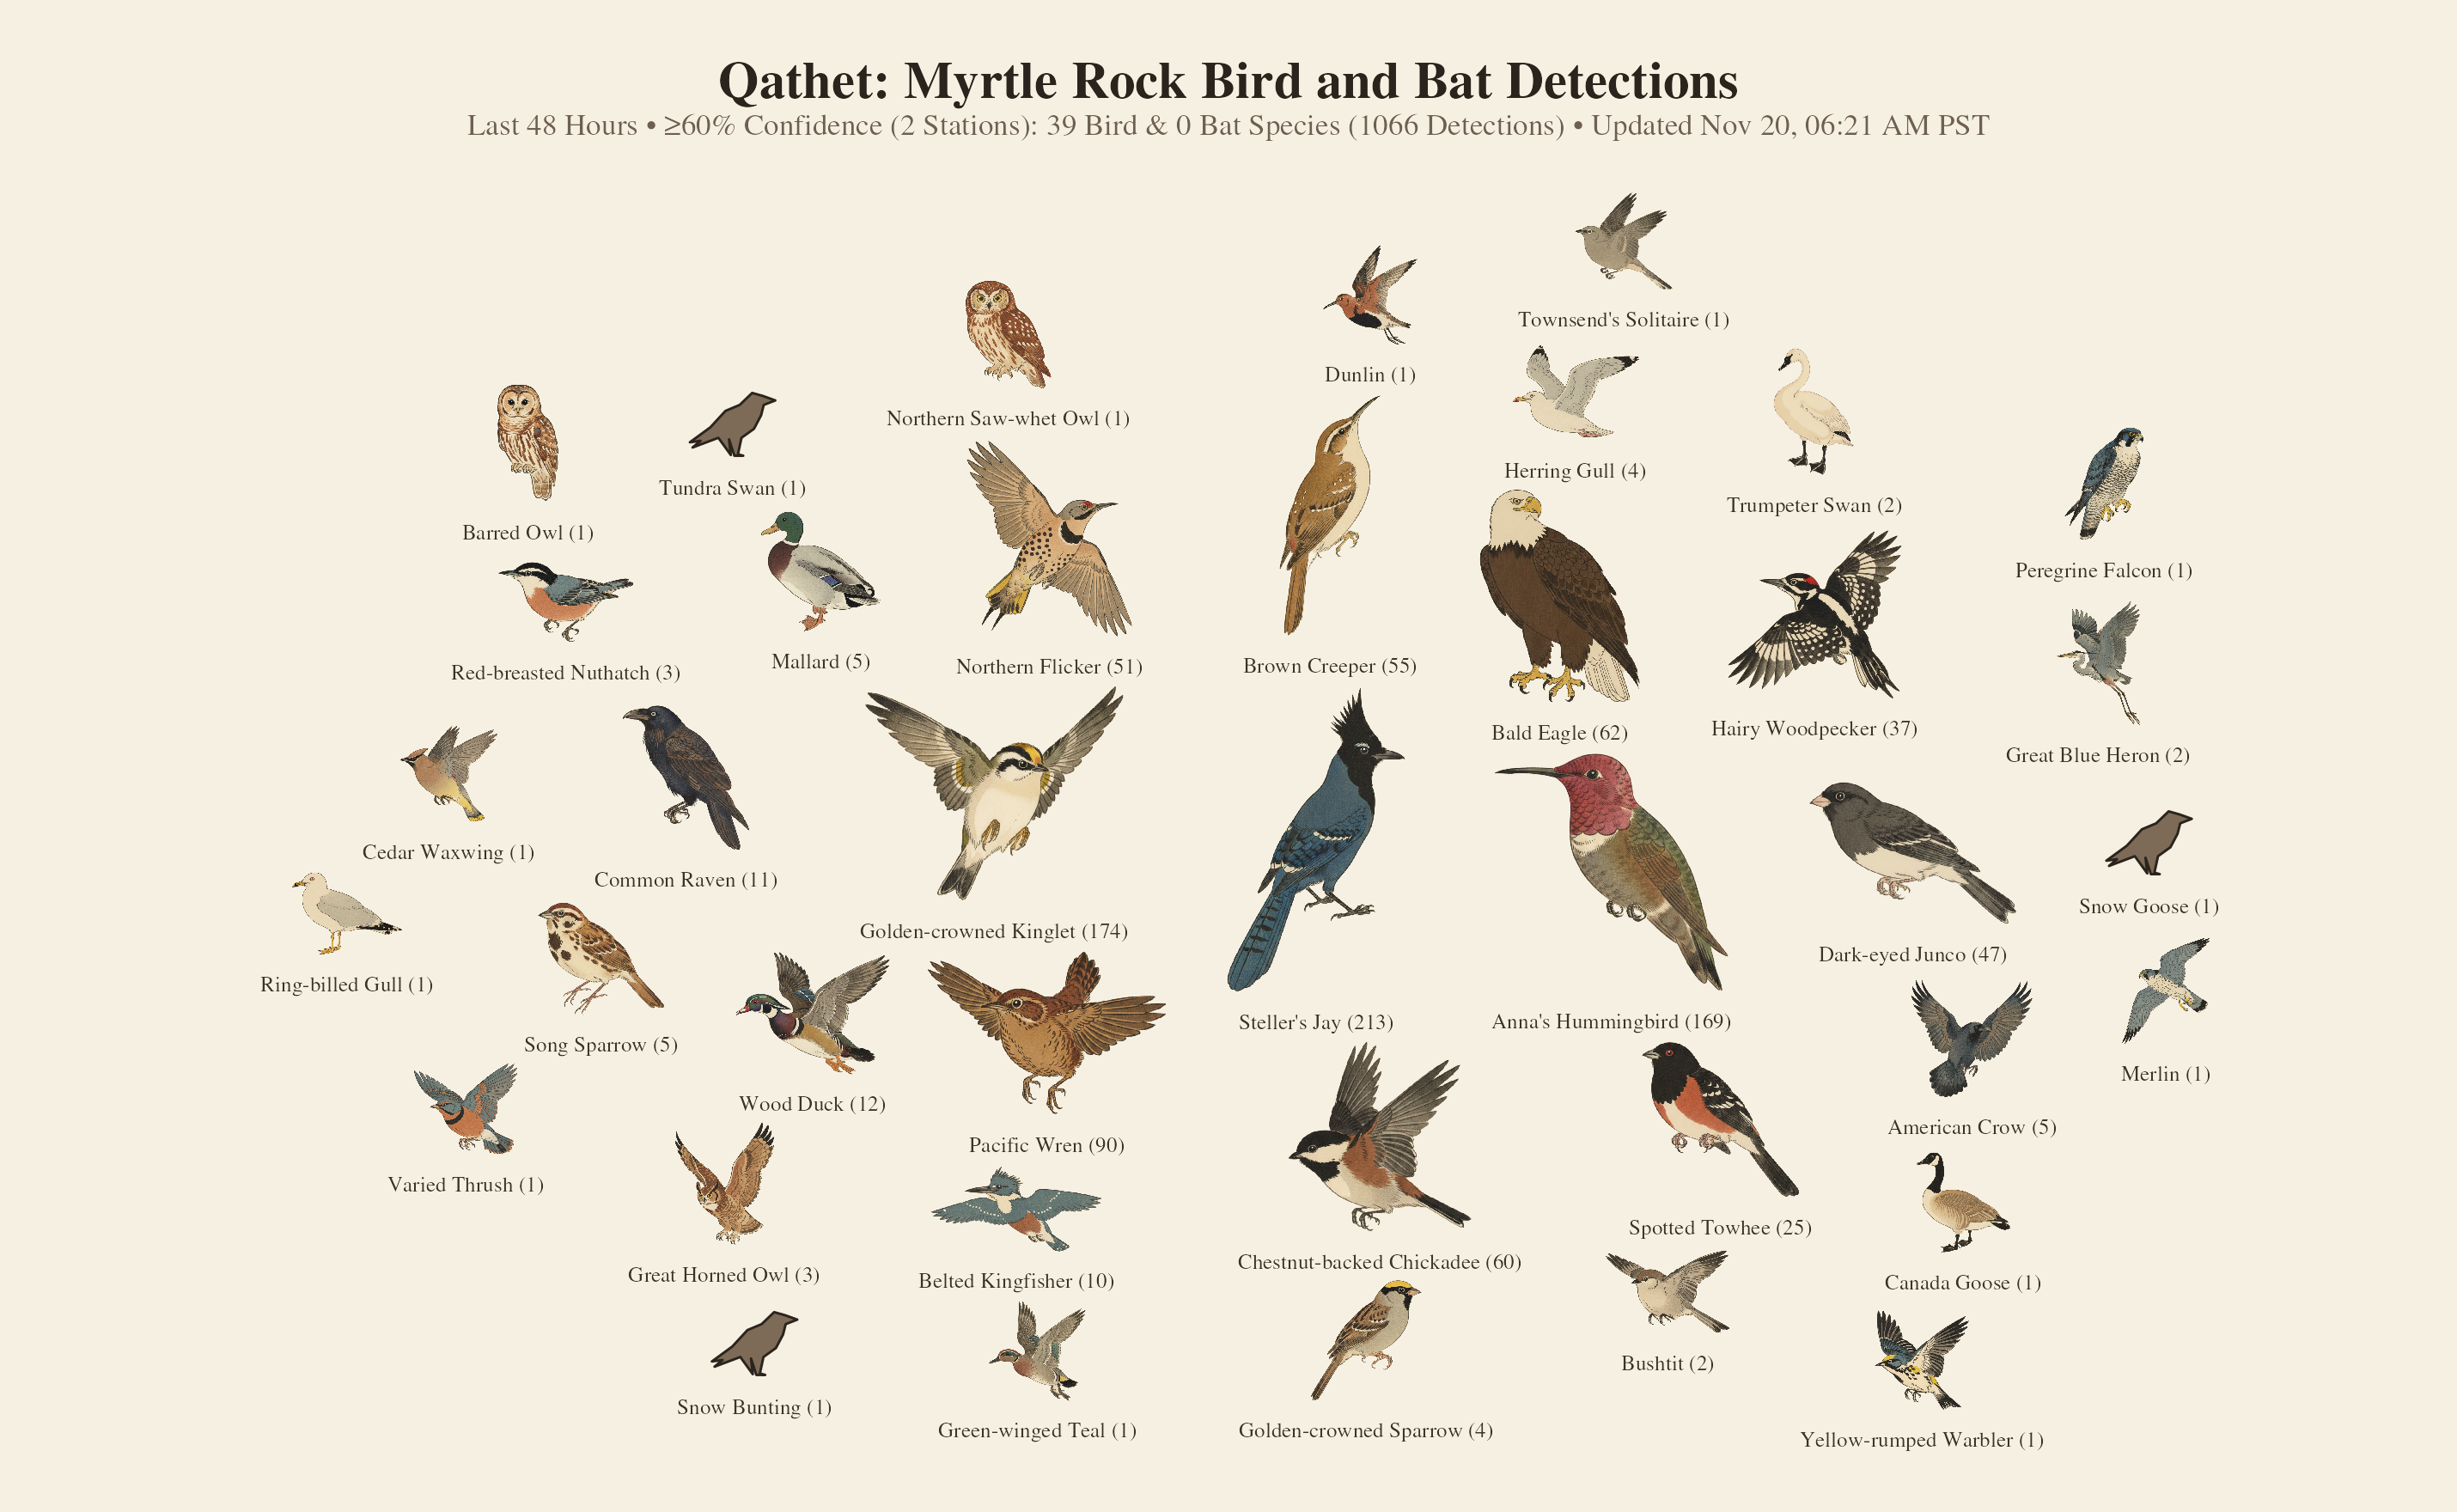 Qathet: Myrtle Rock Bird and Bat Detections
Last 48 Hours • ≥60% Confidence (2 Stations): 39 Bird & 0 Bat Species (1066 Detections) • Updated Nov 20, 06:21 AM PST
Townsend's Solitaire (1)
Dunlin (1)
Northern Saw-whet Owl (1)
Herring Gull (4)
Tundra Swan (1)
Trumpeter Swan (2)
Barred Owl (1)
Peregrine Falcon (1)
Mallard (5)
Northern Flicker (51)
Brown Creeper (55)
Red-breasted Nuthatch (3)
Hairy Woodpecker (37)
Bald Eagle (62)
Great Blue Heron (2)
Cedar Waxwing (1)
Common Raven (11)
Snow Goose (1)
Golden-crowned Kinglet (174)
Dark-eyed Junco (47)
Ring-billed Gull (1)
Steller's Jay (213)
Anna's Hummingbird (169)
Song Sparrow (5)
Merlin (1)
Wood Duck (12)
American Crow (5)
Pacific Wren (90)
Varied Thrush (1)
Spotted Towhee (25)
Chestnut-backed Chickadee (60)
Great Horned Owl (3)
Belted Kingfisher (10)
Canada Goose (1)
Bushtit (2)
Snow Bunting (1)
Green-winged Teal (1)
Golden-crowned Sparrow (4)
Yellow-rumped Warbler (1)